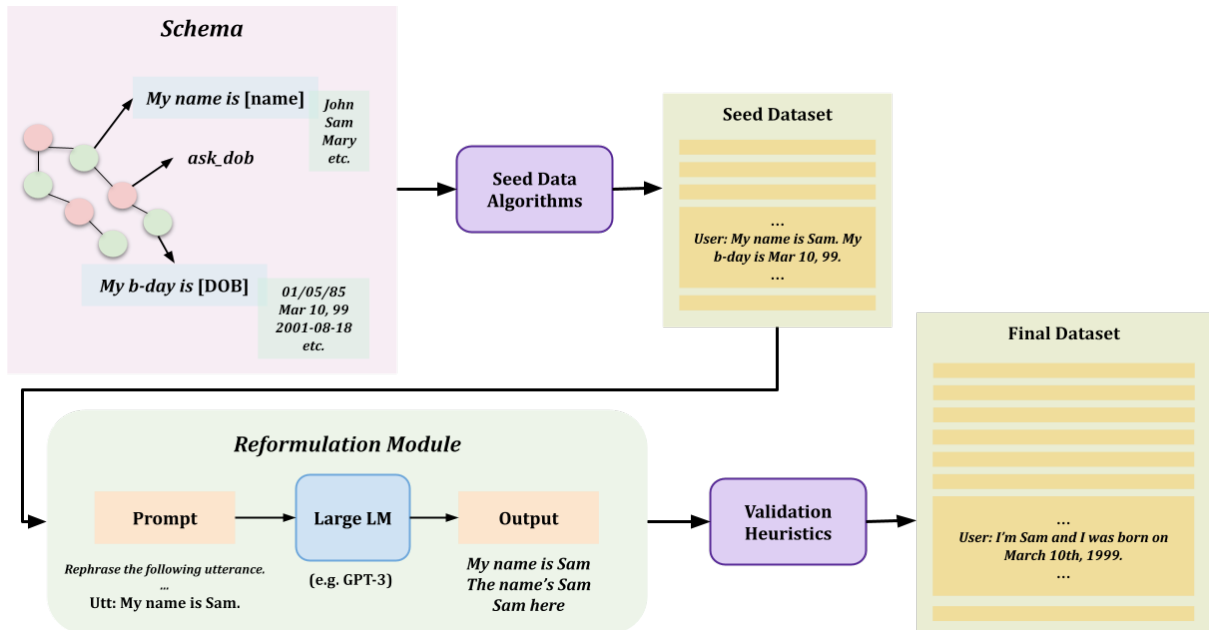 Schema
My name is [name]
John
Sam
Mary
etc.
ask_dob
My b-day is [DOB]
01/05/85
Mar 10, 99
2001-08-18
etc.
Seed Data
Algorithms
Seed Dataset
...
User: My name is Sam. My
b-day is Mar 10, 99.
...
Reformulation Module
Prompt
Rephrase the following utterance.
...
Utt: My name is Sam.
Large LM
(e.g. GPT-3)
Output
My name is Sam
The name's Sam
Sam here
Validation
Heuristics
Final Dataset
...
User: I'm Sam and I was born on
March 10th, 1999.
...